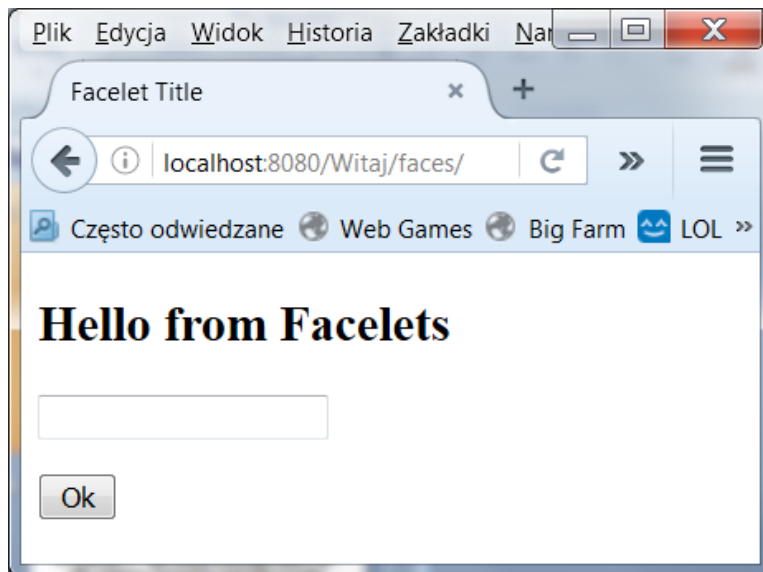 Plik Edycja Widok Historia Zakładki
Facelet Title
localhost:8080/Witaj/faces/
Często odwiedzane Web Games Big Farm LOL
Hello from Facelets
Ok